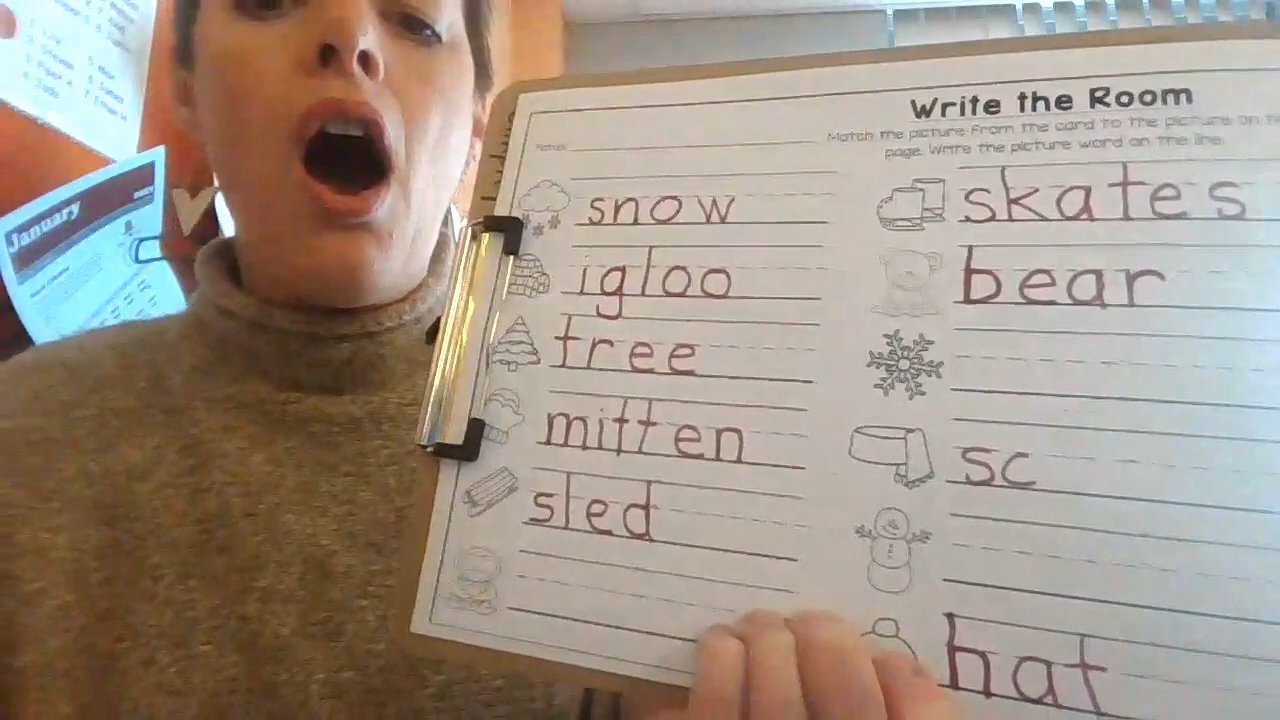 January
Write the Room
Name:
Match the picture from the card to the picture on
page. Write the picture word on the line.
snow
igloo
tree
mitten
sled
skates
bear
sc
hat